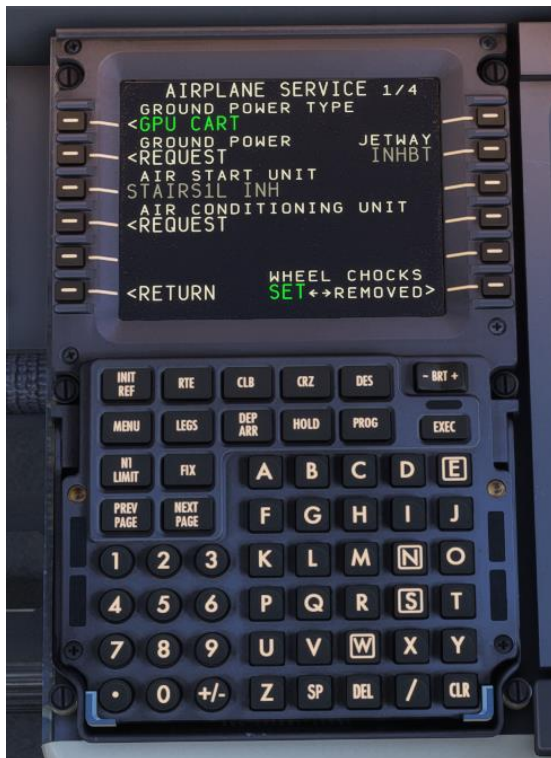 AIRPLANE SERVICE 1/4
GROUND POWER TYPE
<GPU CART
GROUND POWER JETWAY
<REQUEST INHBT
AIR START UNIT
STAIRS1L INH
AIR CONDITIONING UNIT
<REQUEST
WHEEL CHOCKS
<RETURN SET←→REMOVED>
INIT REF RTE CLB CRZ DES - BRT +
MENU LEGS DEP ARR HOLD PROG EXEC
N1 LIMIT FIX A B C D E
PREV PAGE NEXT PAGE F G H I J
1 2 3 K L M N O
4 5 6 P Q R S T
7 8 9 U V W X Y
. 0 +/- Z SP DEL / CLR